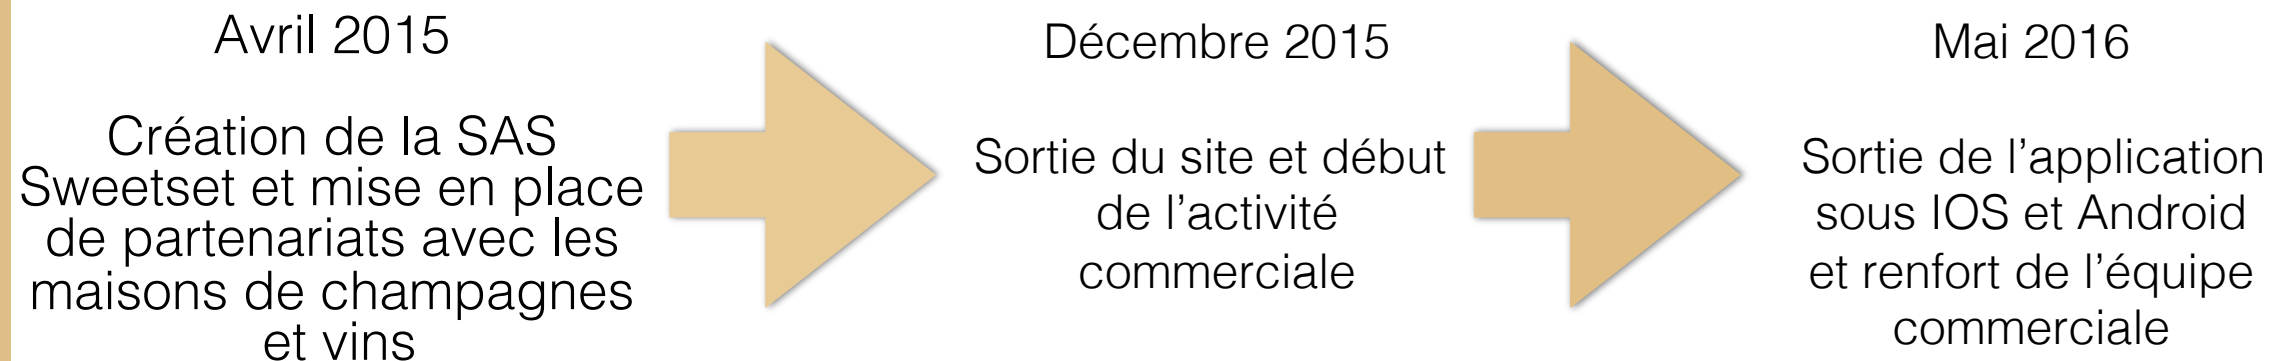 Avril 2015
Création de la SAS
Sweetset et mise en place
de partenariats avec les
maisons de champagnes
et vins
Décembre 2015
Sortie du site et début
de l’activité
commerciale
Mai 2016
Sortie de l’application
sous IOS et Android
et renfort de l’équipe
commerciale